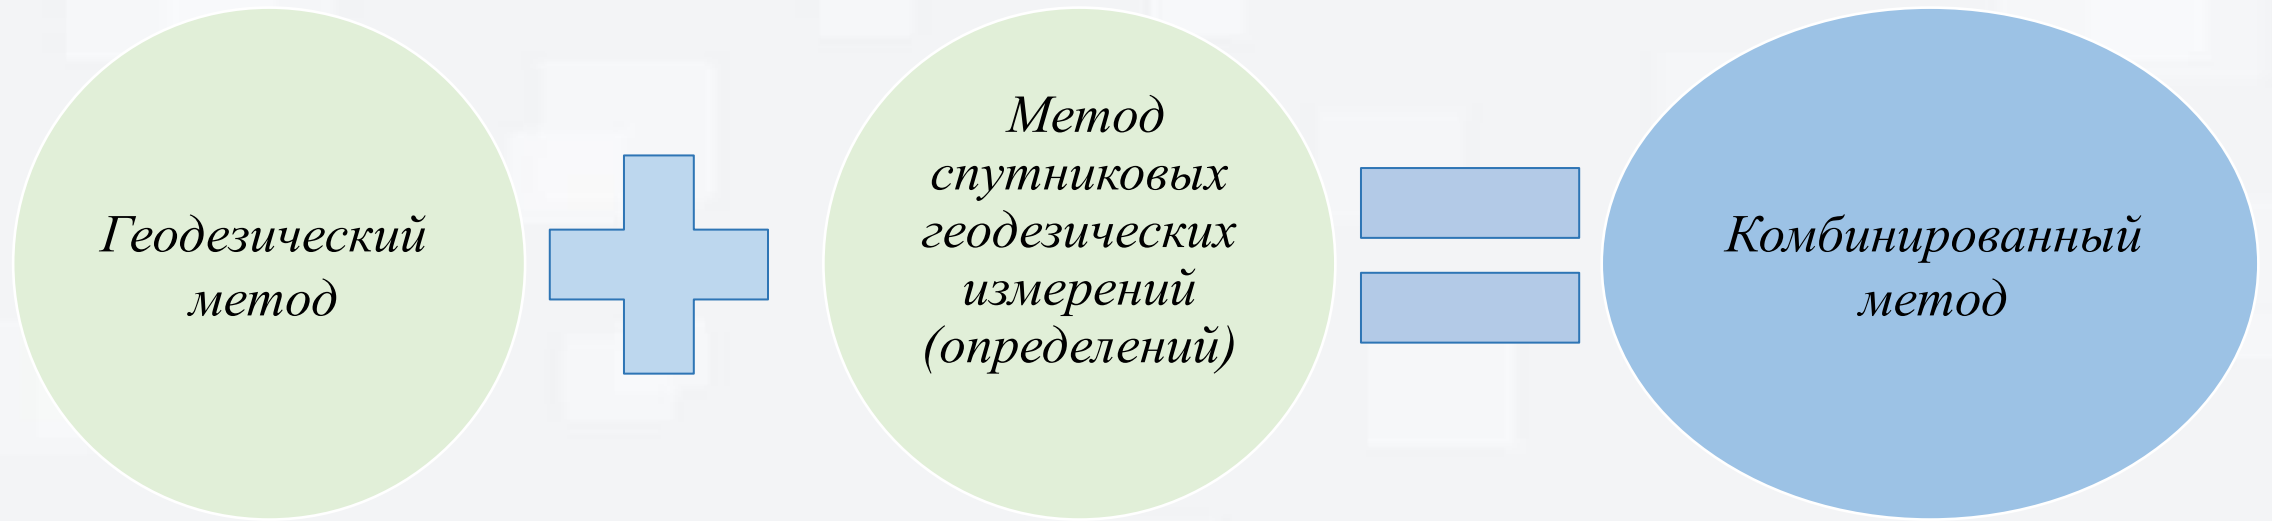 Геодезический
метод
Метод
спутниковых
геодезических
измерений
(определений)
Комбинированный
метод